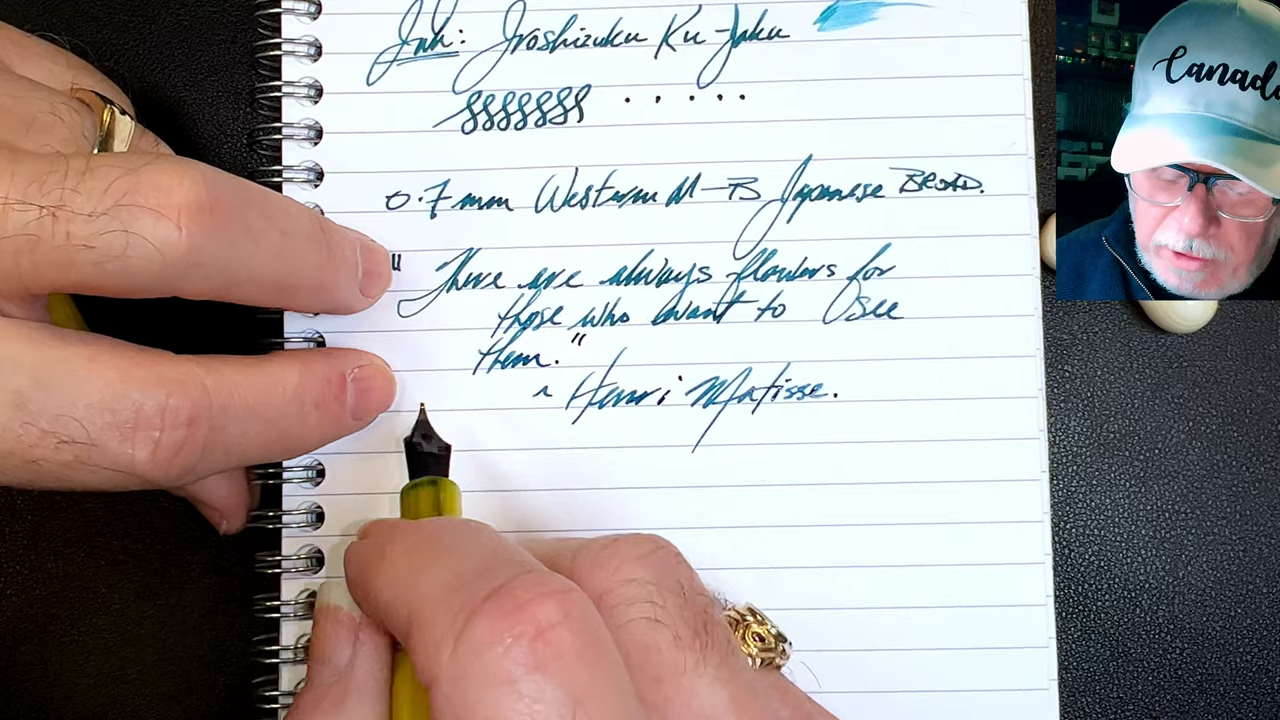 Ink: Iroshizuku Ku-Jaku
0.7mm Western M-B Japanese BROAD.
"There are always flowers for
those who want to see
them."
~ Henri Matisse.
Canada